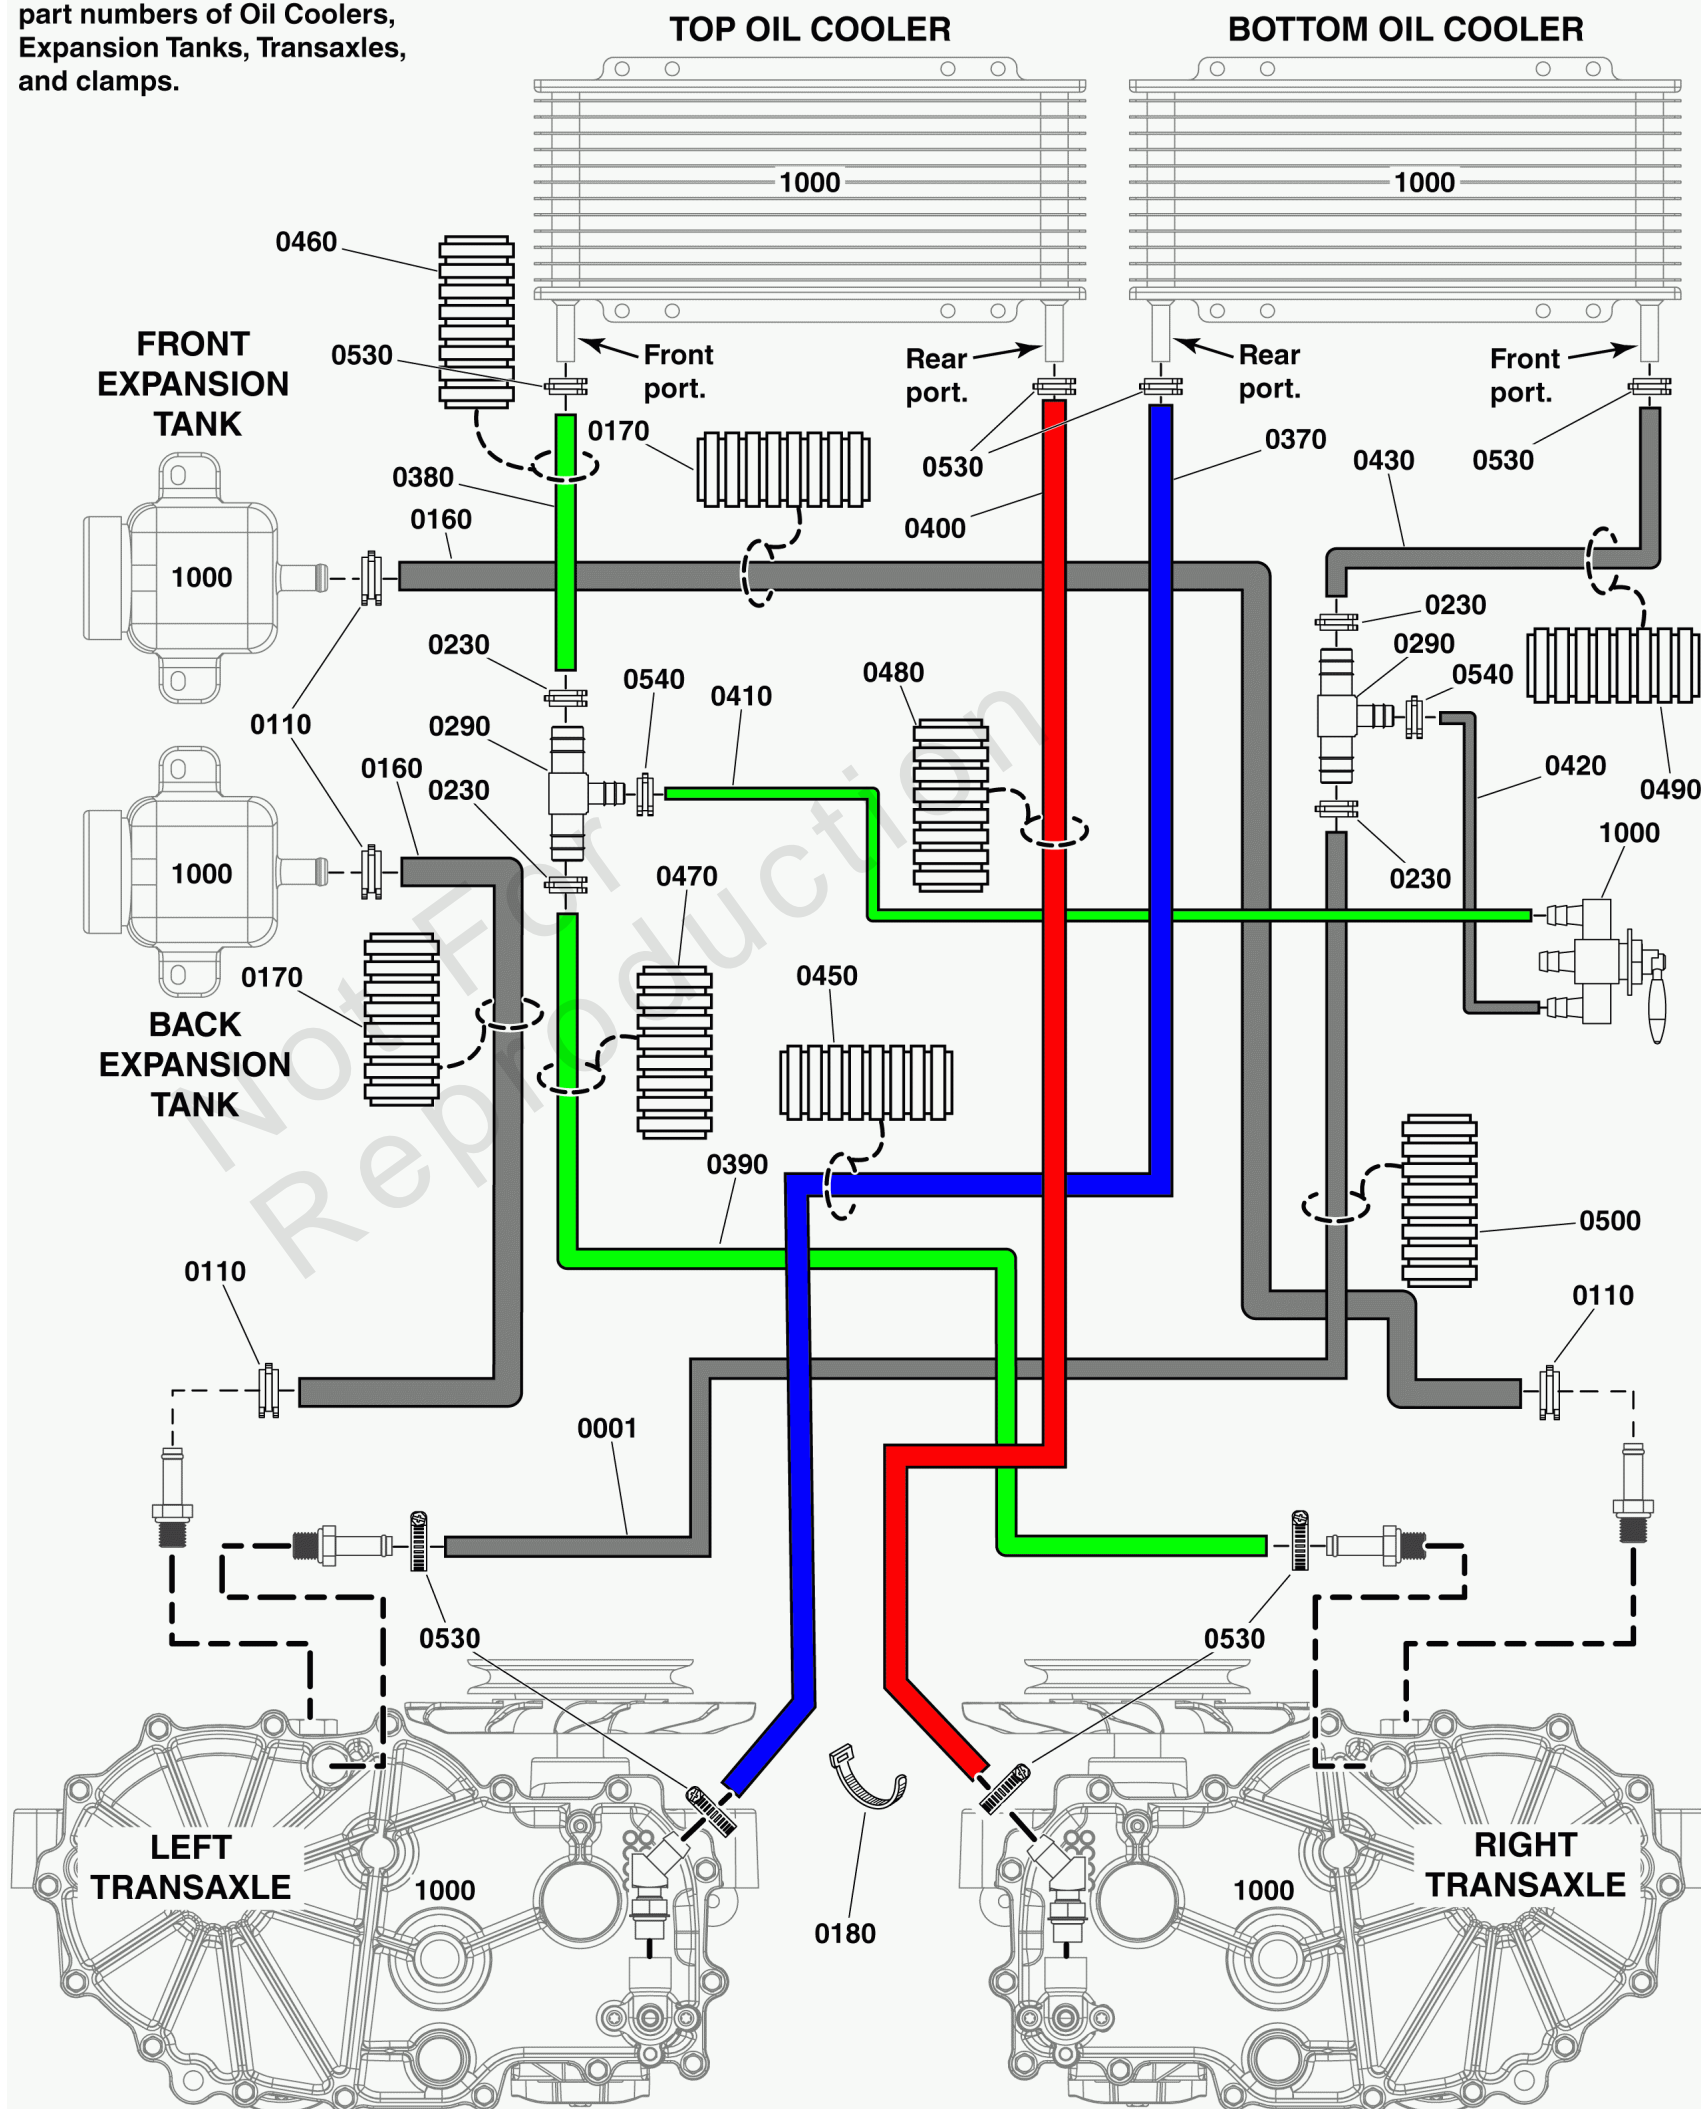 part numbers of Oil Coolers,
Expansion Tanks, Transaxles,
and clamps.
TOP OIL COOLER
BOTTOM OIL COOLER
1000
1000
0460
0530
Front
port.
Rear
port.
Rear
port.
Front
port.
FRONT
EXPANSION
TANK
0170
0530
0370
0430
0530
0380
0160
0400
1000
0230
0290
0540
0490
0230
0540
0410
0480
0110
0290
0160
0230
0420
1000
0230
1000
0470
0170
0450
BACK
EXPANSION
TANK
Not For
Reproduction
0390
0500
0110
0110
0001
0530
0530
LEFT
TRANSAXLE
1000
0180
1000
RIGHT
TRANSAXLE